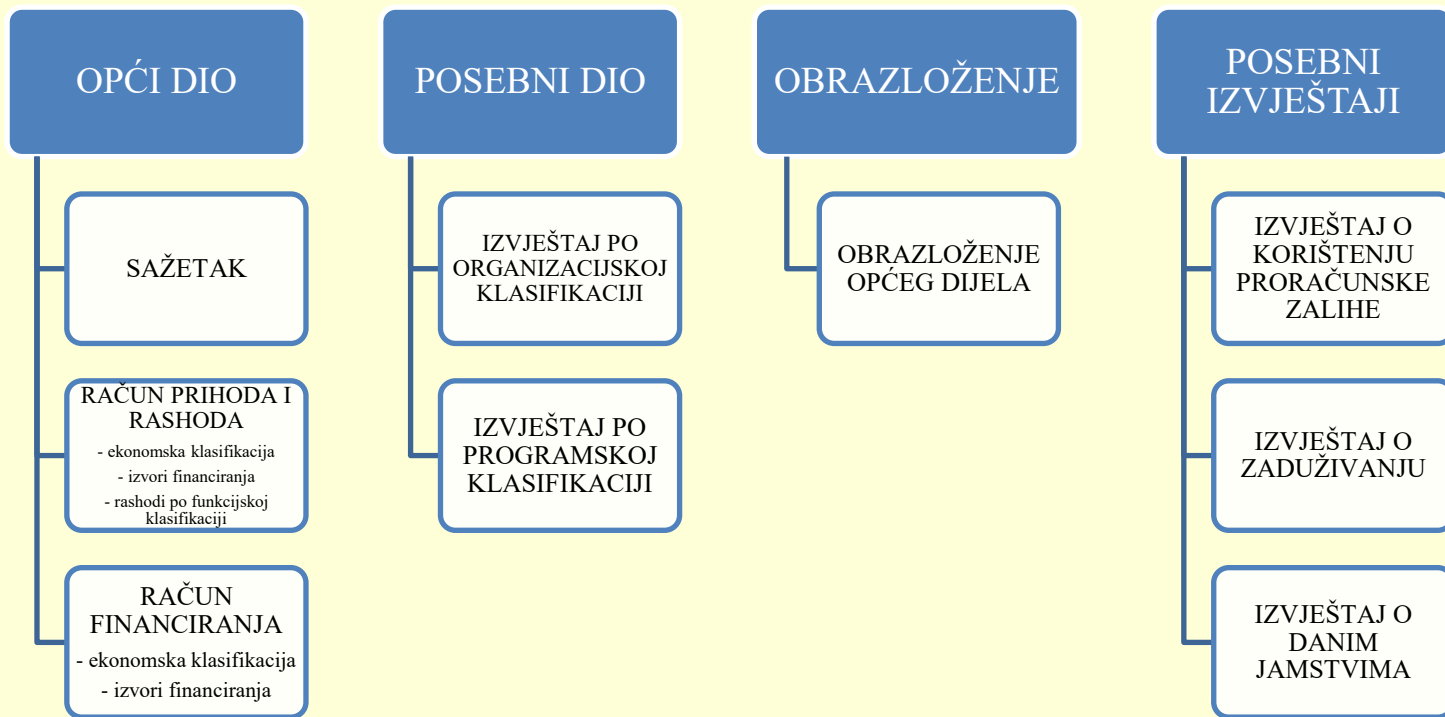 OPĆI DIO
SAŽETAK
RAČUN PRIHODA I
RASHODA
- ekonomska klasifikacija
- izvori financiranja
- rashodi po funkcijskoj
klasifikaciji
RAČUN
FINANCIRANJA
- ekonomska klasifikacija
- izvori financiranja
POSEBNI DIO
IZVJEŠTAJ PO
ORGANIZACIJSKOJ
KLASIFIKACIJI
IZVJEŠTAJ PO
PROGRAMSKOJ
KLASIFIKACIJI
OBRAZLOŽENJE
OBRAZLOŽENJE
OPĆEG DIJELA
POSEBNI
IZVJEŠTAJI
IZVJEŠTAJ O
KORIŠTENJU
PRORAČUNSKE
ZALIHE
IZVJEŠTAJ O
ZADUŽIVANJU
IZVJEŠTAJ O
DANIM
JAMSTVIMA